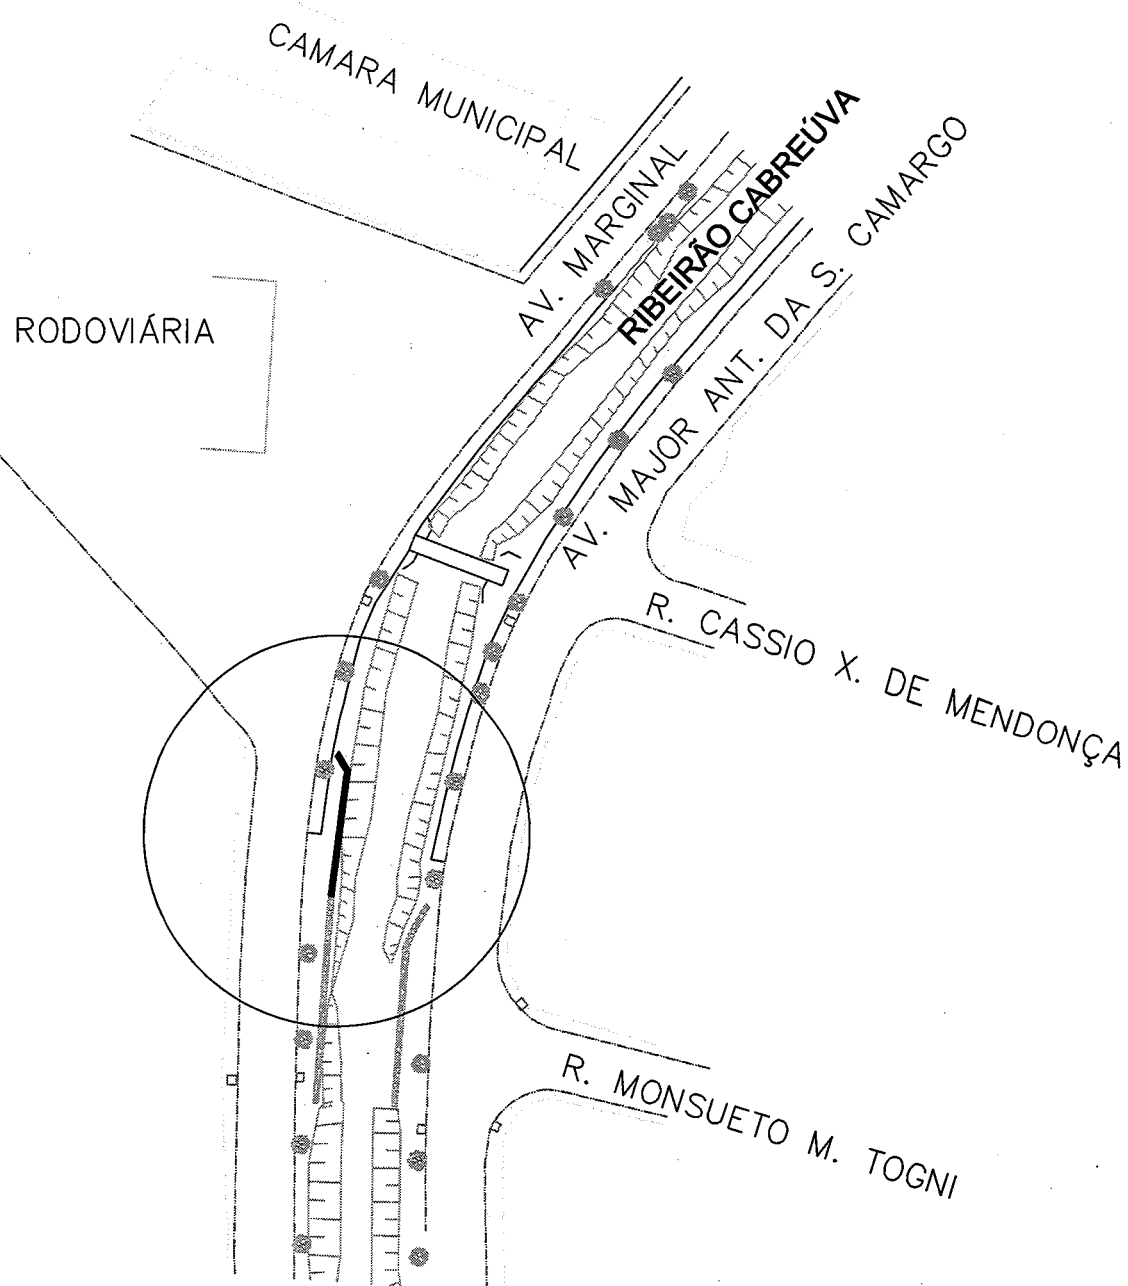 CAMARA MUNICIPAL
AV. MARGINAL
RIBEIRÃO CABREÚVA
AV. MAJOR ANT. DA S. CAMARGO
RODOVIÁRIA
R. CASSIO X. DE MENDONÇA
R. MONSUETO M. TOGNI